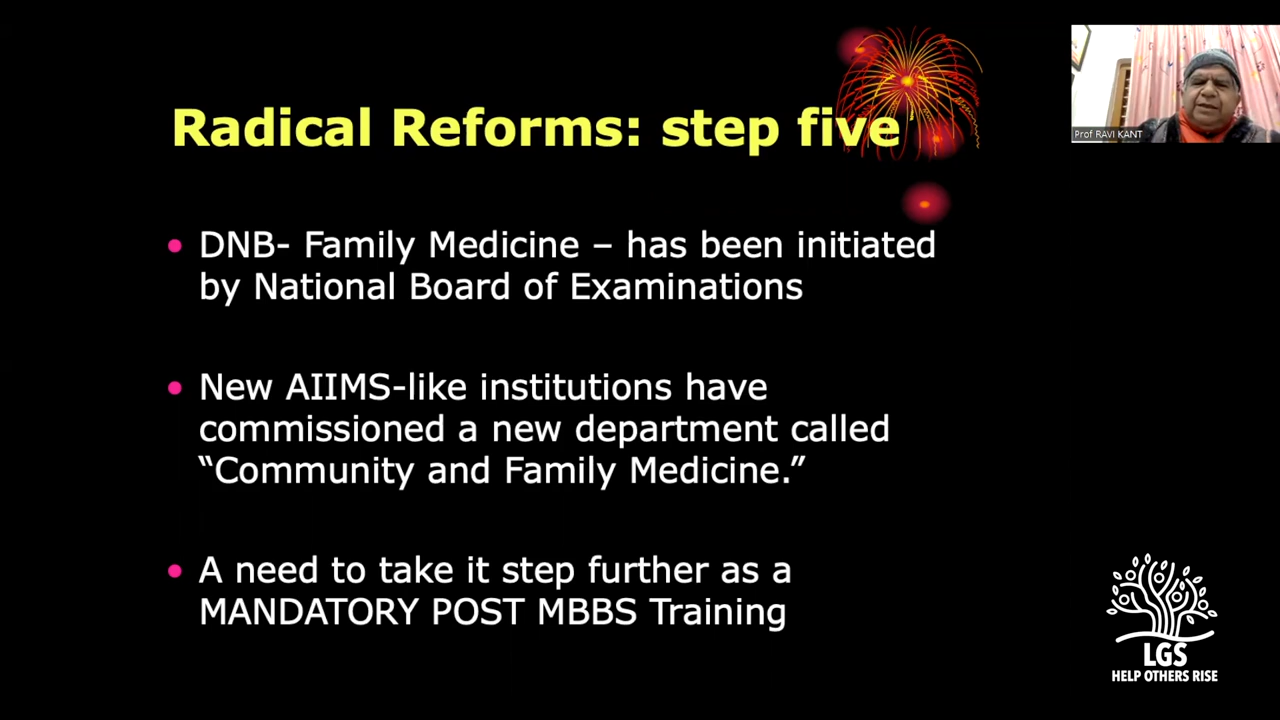 Radical Reforms: step five
Prof RAVI KANT
• DNB- Family Medicine – has been initiated
by National Board of Examinations
• New AIIMS-like institutions have
commissioned a new department called
“Community and Family Medicine.”
• A need to take it step further as a
MANDATORY POST MBBS Training
LGS
HELP OTHERS RISE